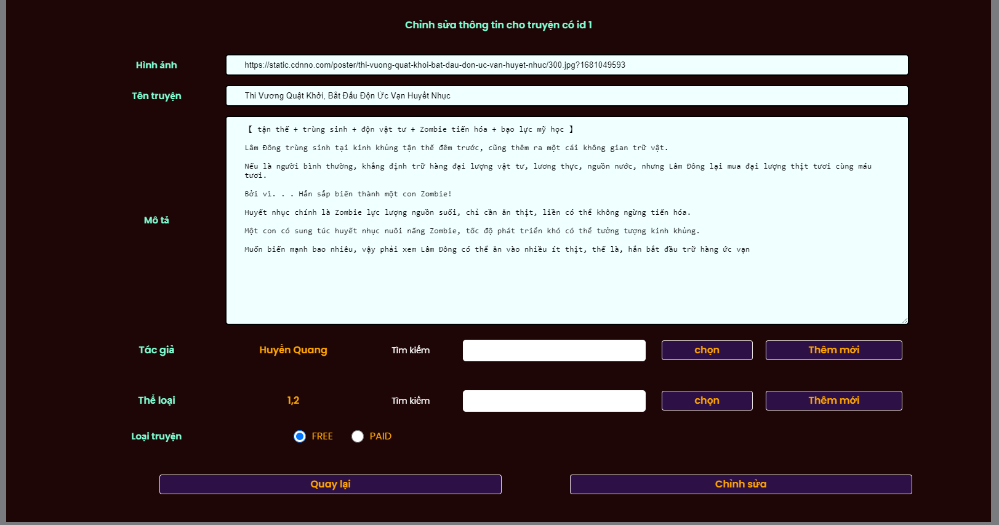 Chỉnh sửa thông tin cho truyện có id 1
Hình ảnh
https://static.cdnno.com/poster/thi-vuong-quat-khoi-bat-dau-don-uc-van-huyet-nhuc/300.jpg?1681049593
Tên truyện
Thi Vương Quật Khởi, Bắt Đầu Độn Ức Vạn Huyết Nhục
Mô tả
【 tận thế + trùng sinh + độn vật tư + Zombie tiến hóa + bạo lực mỹ học 】
Lâm Đông trùng sinh tại kinh khủng tận thế đêm trước, cũng thêm ra một cái không gian trữ vật.
Nếu là người bình thường, khẳng định trữ hàng đại lượng vật tư, lương thực, nguồn nước, nhưng Lâm Đông lại mua đại lượng thịt tươi cùng máu
tươi.
Bởi vì. . . Hắn sắp biến thành một con Zombie!
Huyết nhục chính là Zombie lực lượng nguồn suối, chỉ cần ăn thịt, liền có thể không ngừng tiến hóa.
Một con có sung túc huyết nhục nuôi nấng Zombie, tốc độ phát triển khó có thể tưởng tượng kinh khủng.
Muốn biến mạnh bao nhiêu, vậy phải xem Lâm Đông có thể ăn vào nhiều ít thịt, thế là, hắn bắt đầu trữ hàng ức vạn
Tác giả
Huyền Quang
Tìm kiếm
chọn
Thêm mới
Thể loại
1,2
Tìm kiếm
chọn
Thêm mới
Loại truyện
FREE
PAID
Quay lại
Chỉnh sửa